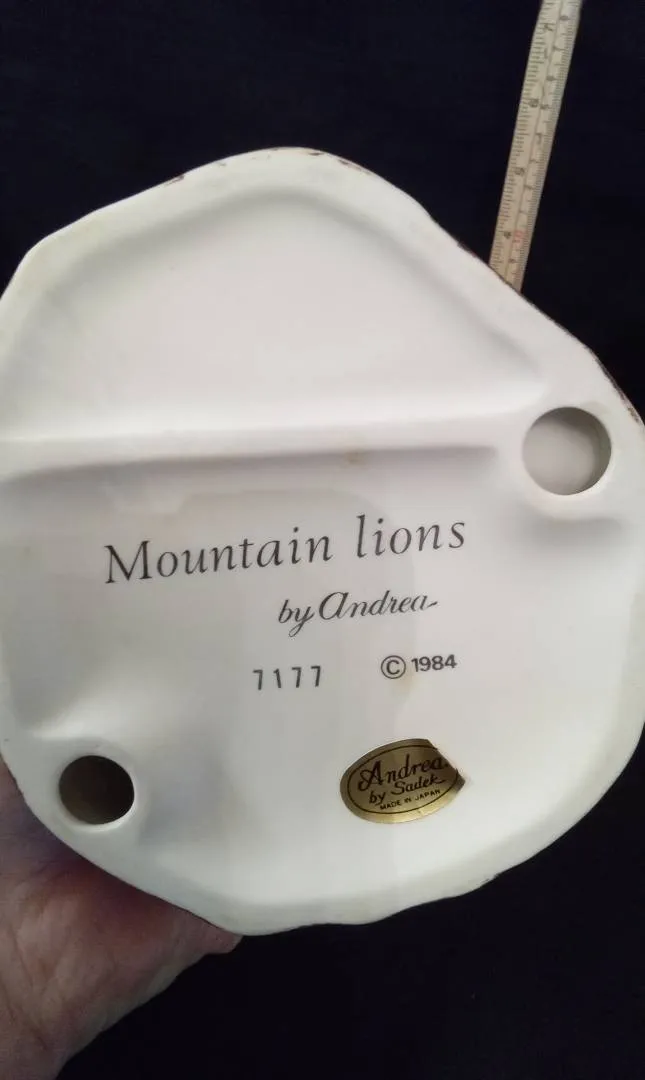 Mountain lions
by Andrea
7177 © 1984
Andrea
by Sadek
MADE IN JAPAN